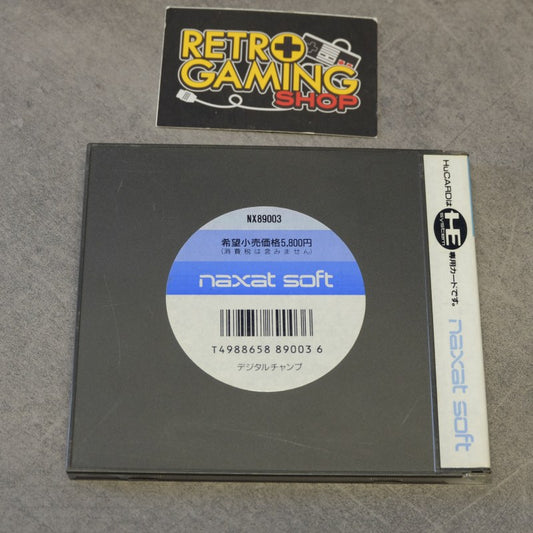 RETRO
GAMING
SHOP
NX89003
希望小売価格5,800円
(消費税は含みません)
naxat soft
T4988658 89003 6
デジタルチャンプ
HuCARDは
HE
SYSTEM
専用カードです。
naxat soft